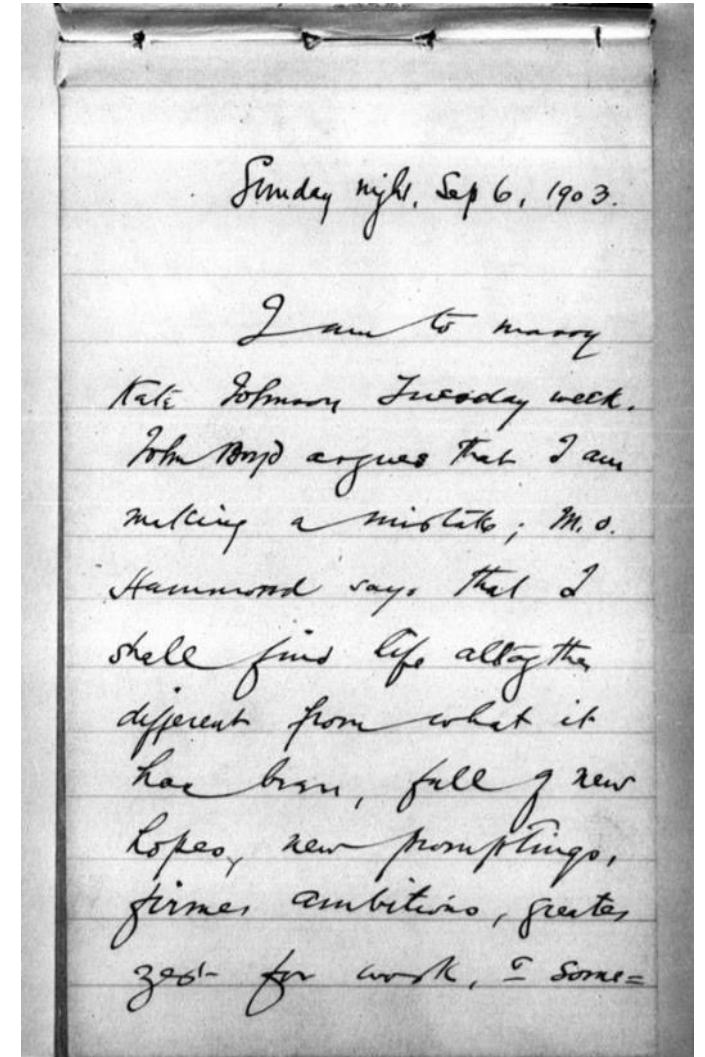 Sunday night, Sep 6, 1903.
I am to marry
Kate Johnson Tuesday week.
John Boyd argues that I am
making a mistake; M.O.
Hammond says that I
shall find life altogether
different from what it
has been, full of new
hopes, new promptings,
firmer ambitions, greater
zest for work, I some=